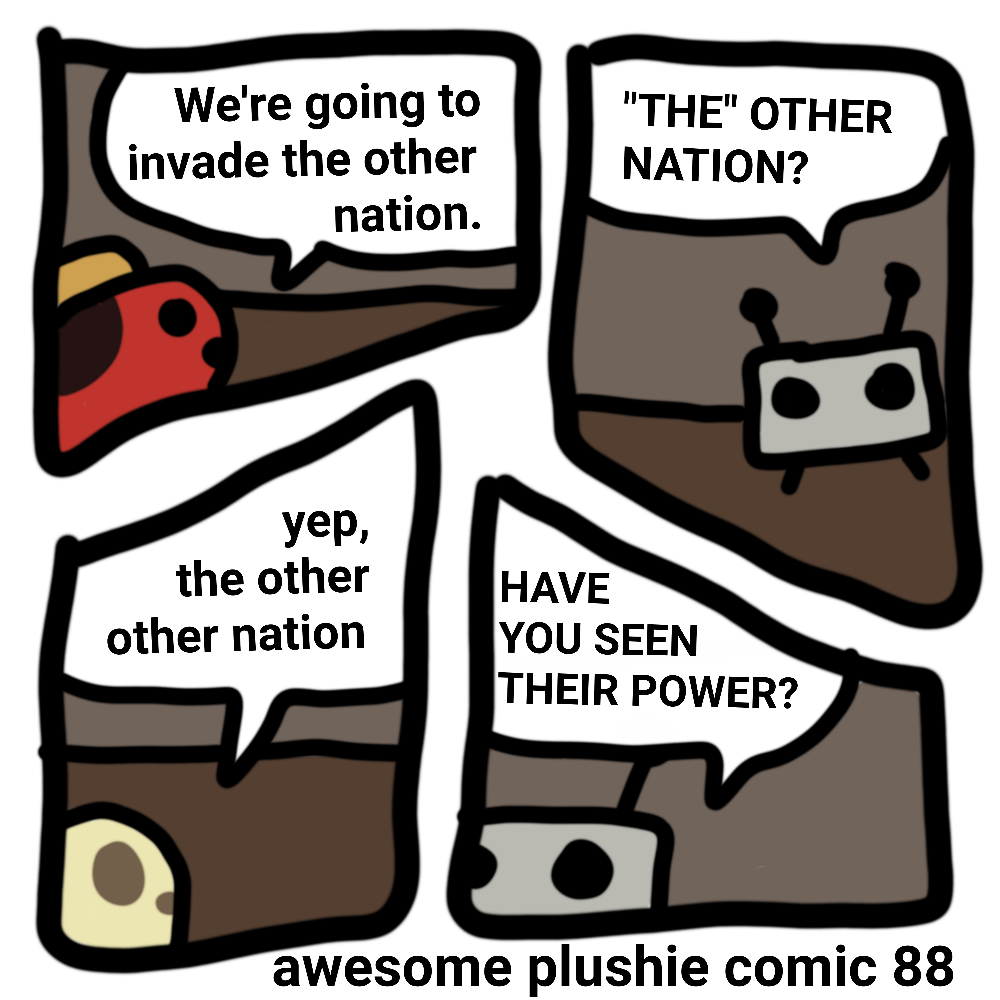 We're going to
invade the other
nation.
"THE" OTHER
NATION?
yep,
the other
other nation
HAVE
YOU SEEN
THEIR POWER?
awesome plushie comic 88